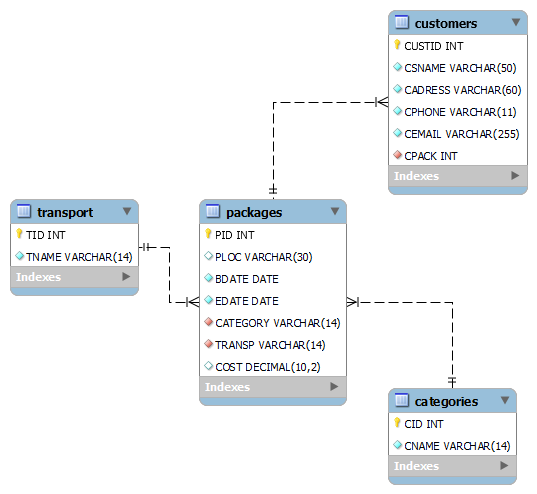 customers
CUSTID INT
CSNAME VARCHAR(50)
CADRESS VARCHAR(60)
CPHONE VARCHAR(11)
CEMAIL VARCHAR(255)
CPACK INT
Indexes
transport
TID INT
TNAME VARCHAR(14)
Indexes
packages
PID INT
PLOC VARCHAR(30)
BDATE DATE
EDATE DATE
CATEGORY VARCHAR(14)
TRANSP VARCHAR(14)
COST DECIMAL(10,2)
Indexes
categories
CID INT
CNAME VARCHAR(14)
Indexes